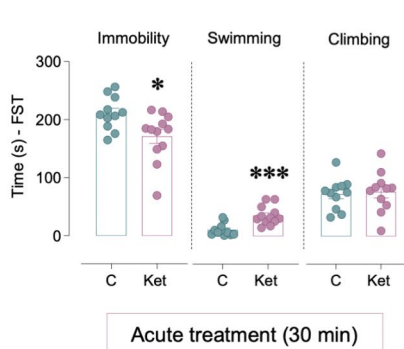 Immobility Swimming Climbing
300
200
100
0
Time (s) - FST
*
***
C Ket C Ket C Ket
Acute treatment (30 min)